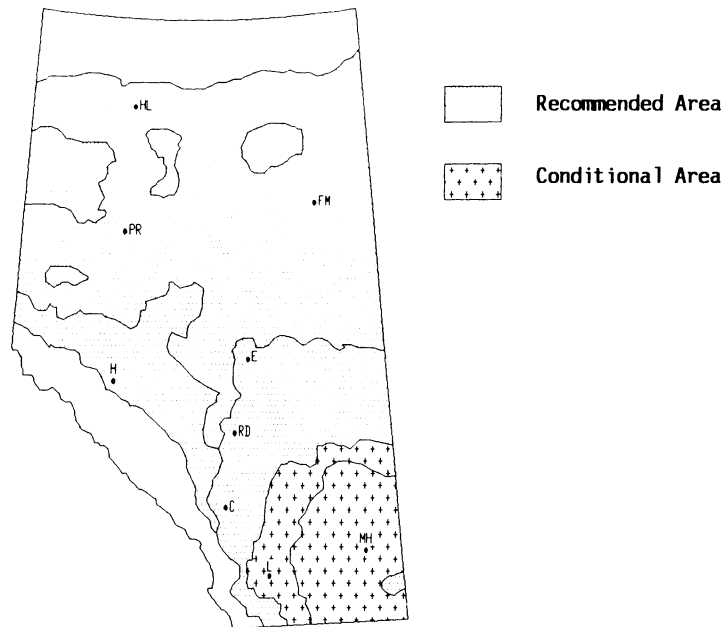 HL
Recommended Area
Conditional Area
FM
PR
E
H
RD
C
MH
L